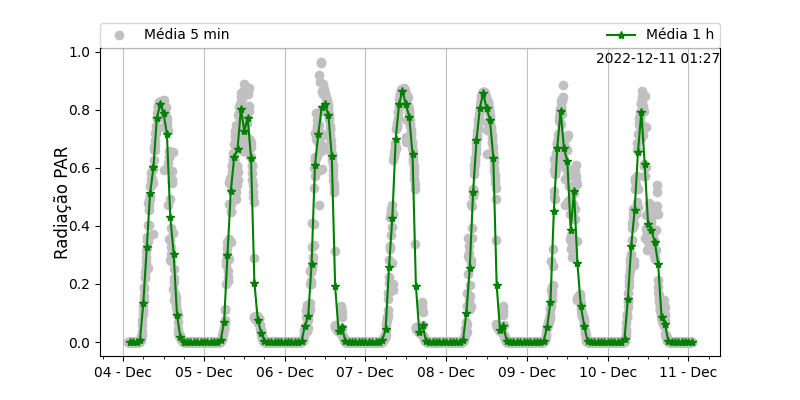 Média 5 min
Média 1 h
2022-12-11 01:27
Radiação PAR
1.0
0.8
0.6
0.4
0.2
0.0
04 - Dec
05 - Dec
06 - Dec
07 - Dec
08 - Dec
09 - Dec
10 - Dec
11 - Dec